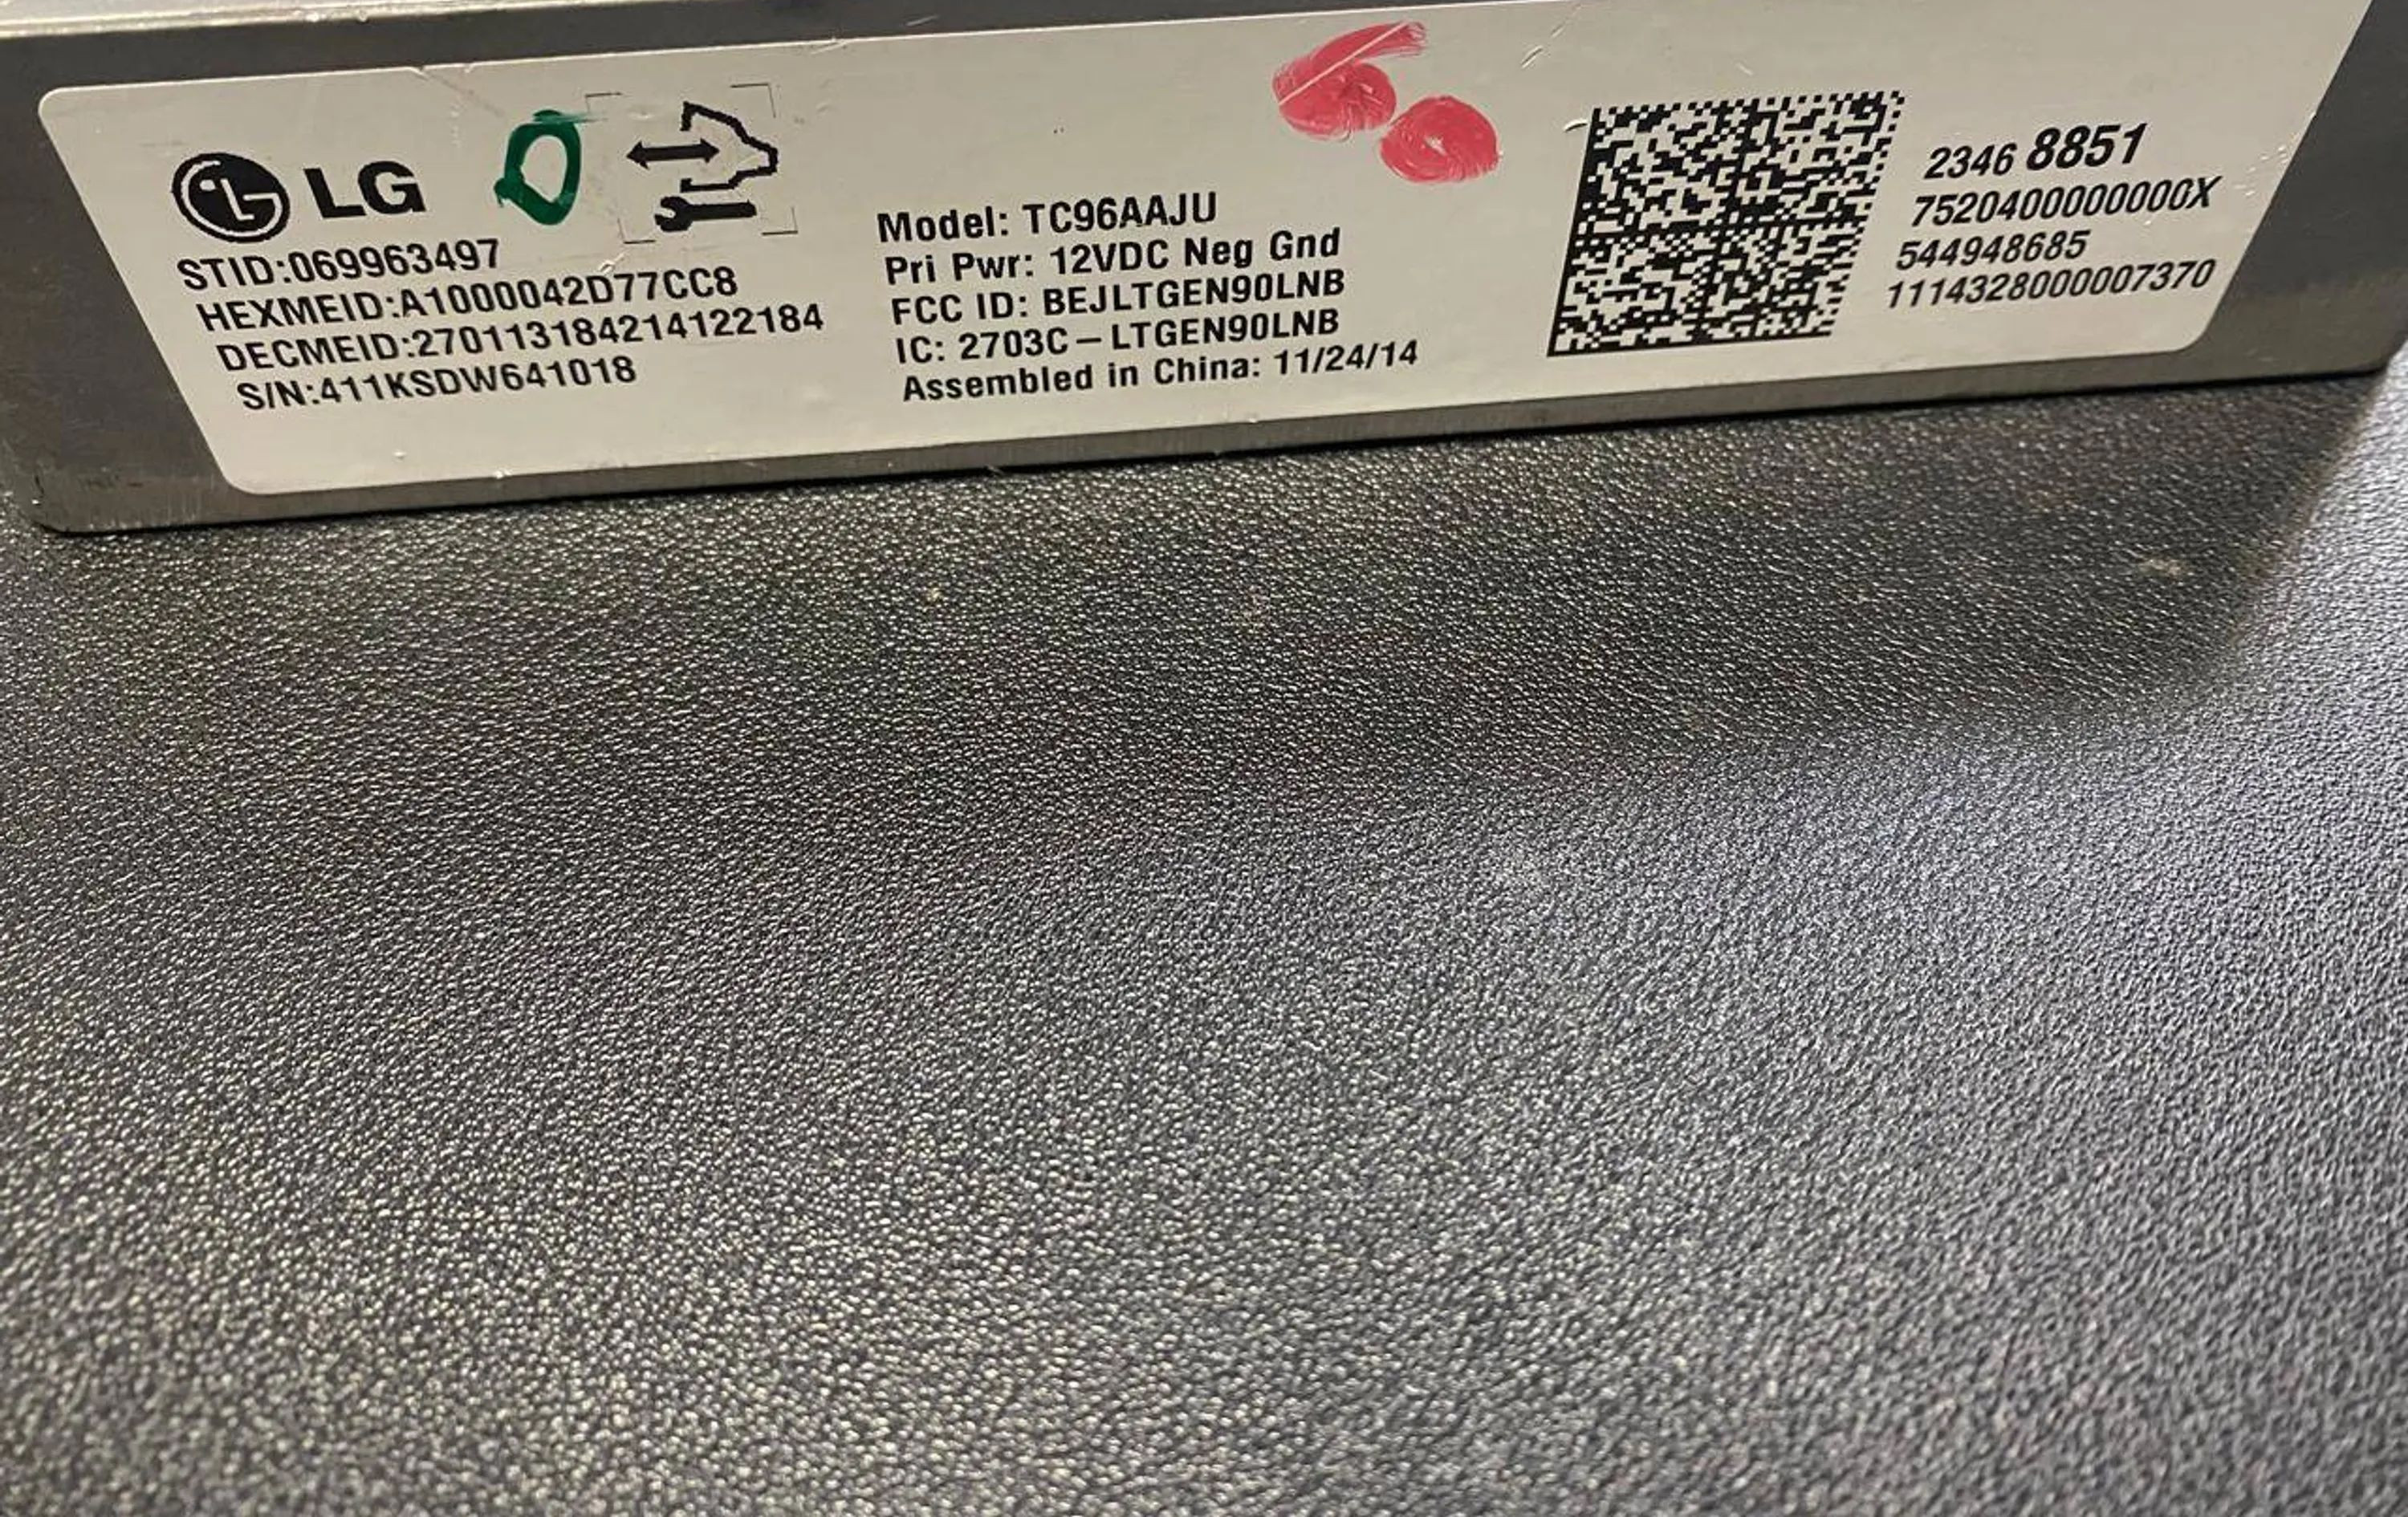 LG
STID:069963497
HEXMEID:A1000042D77CC8
DECMEID:270113184214122184
S/N:411KSDW641018
Model: TC96AAJU
Pri Pwr: 12VDC Neg Gnd
FCC ID: BEJLTGEN90LNB
IC: 2703C-LTGEN90LNB
Assembled in China: 11/24/14
2346 8851
7520400000000X
544948685
1114328000007370